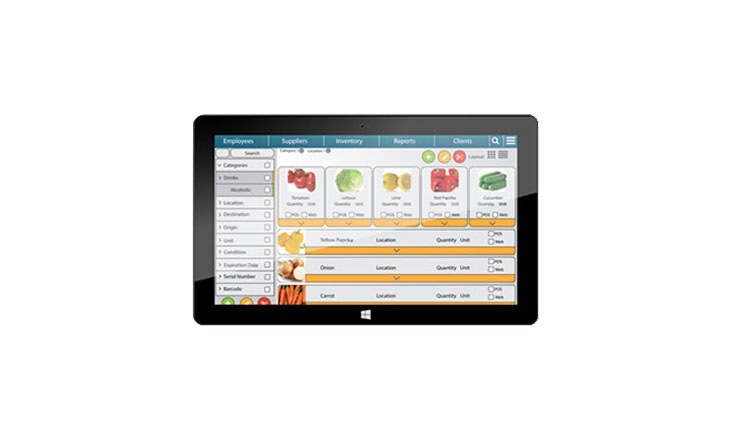 Employees Suppliers Inventory Reports Clients
Search
Category Location
Layout
Categories
Drinks
Alcoholic
Location
Destination
Origin
Unit
Condition
Expiration Date
Serial Number
Barcode
Tomatoes Lettuce Lime Red Paprika Cucumber
Quantity Unit Quantity Unit Quantity Unit Quantity Unit Quantity Unit
POS Web POS Web POS Web POS Web POS Web
Yellow Paprika Location Quantity Unit POS
Web
Onion Location Quantity Unit POS
Web
Carrot Location Quantity Unit POS
Web